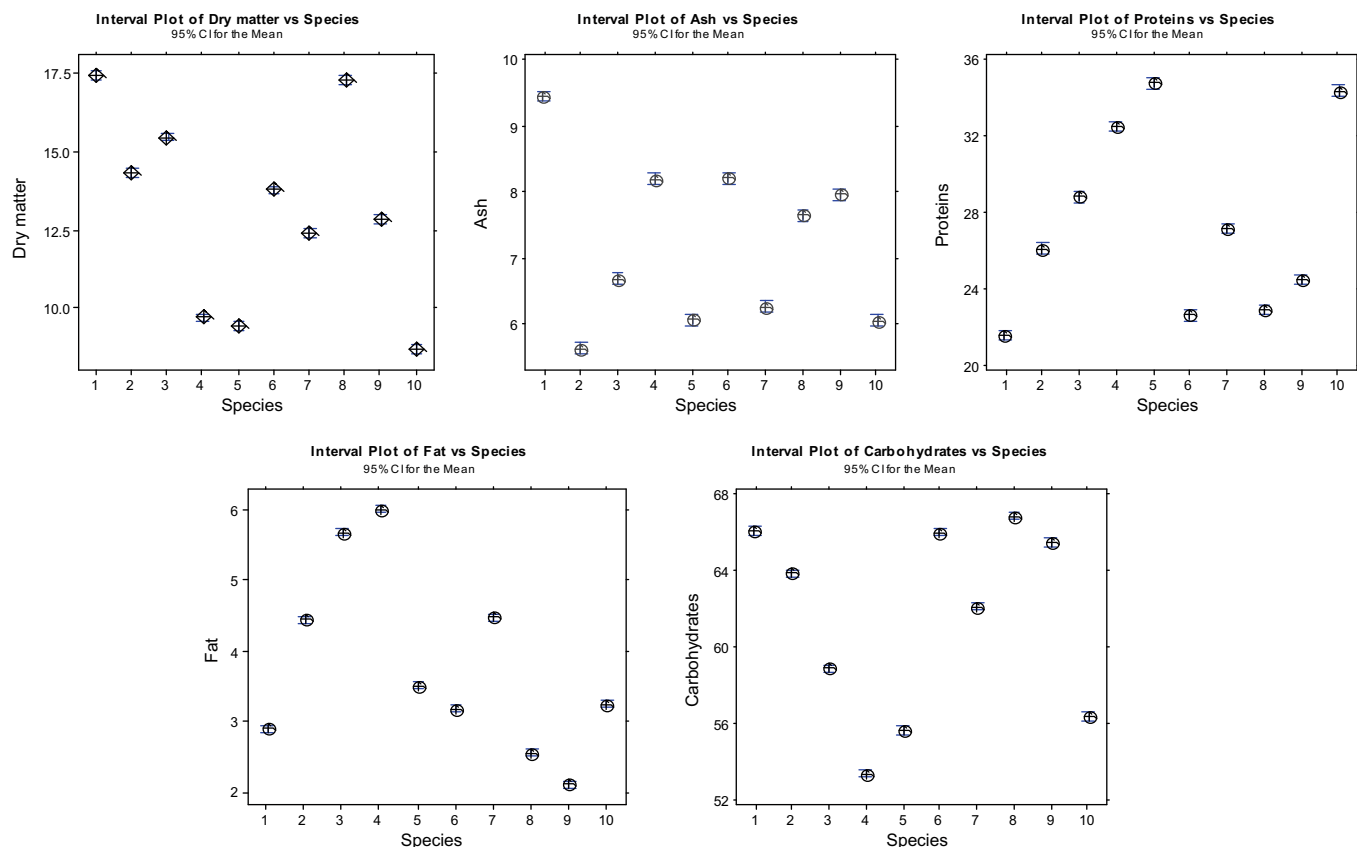 Interval Plot of Dry matter vs Species
95% CI for the Mean
17.5
15.0
12.5
10.0
Dry matter
1 2 3 4 5 6 7 8 9 10
Species
Interval Plot of Ash vs Species
95% CI for the Mean
10
9
8
7
6
Ash
1 2 3 4 5 6 7 8 9 10
Species
Interval Plot of Proteins vs Species
95% CI for the Mean
36
32
28
24
20
Proteins
1 2 3 4 5 6 7 8 9 10
Species
Interval Plot of Fat vs Species
95% CI for the Mean
6
5
4
3
2
Fat
1 2 3 4 5 6 7 8 9 10
Species
Interval Plot of Carbohydrates vs Species
95% CI for the Mean
68
64
60
56
52
Carbohydrates
1 2 3 4 5 6 7 8 9 10
Species